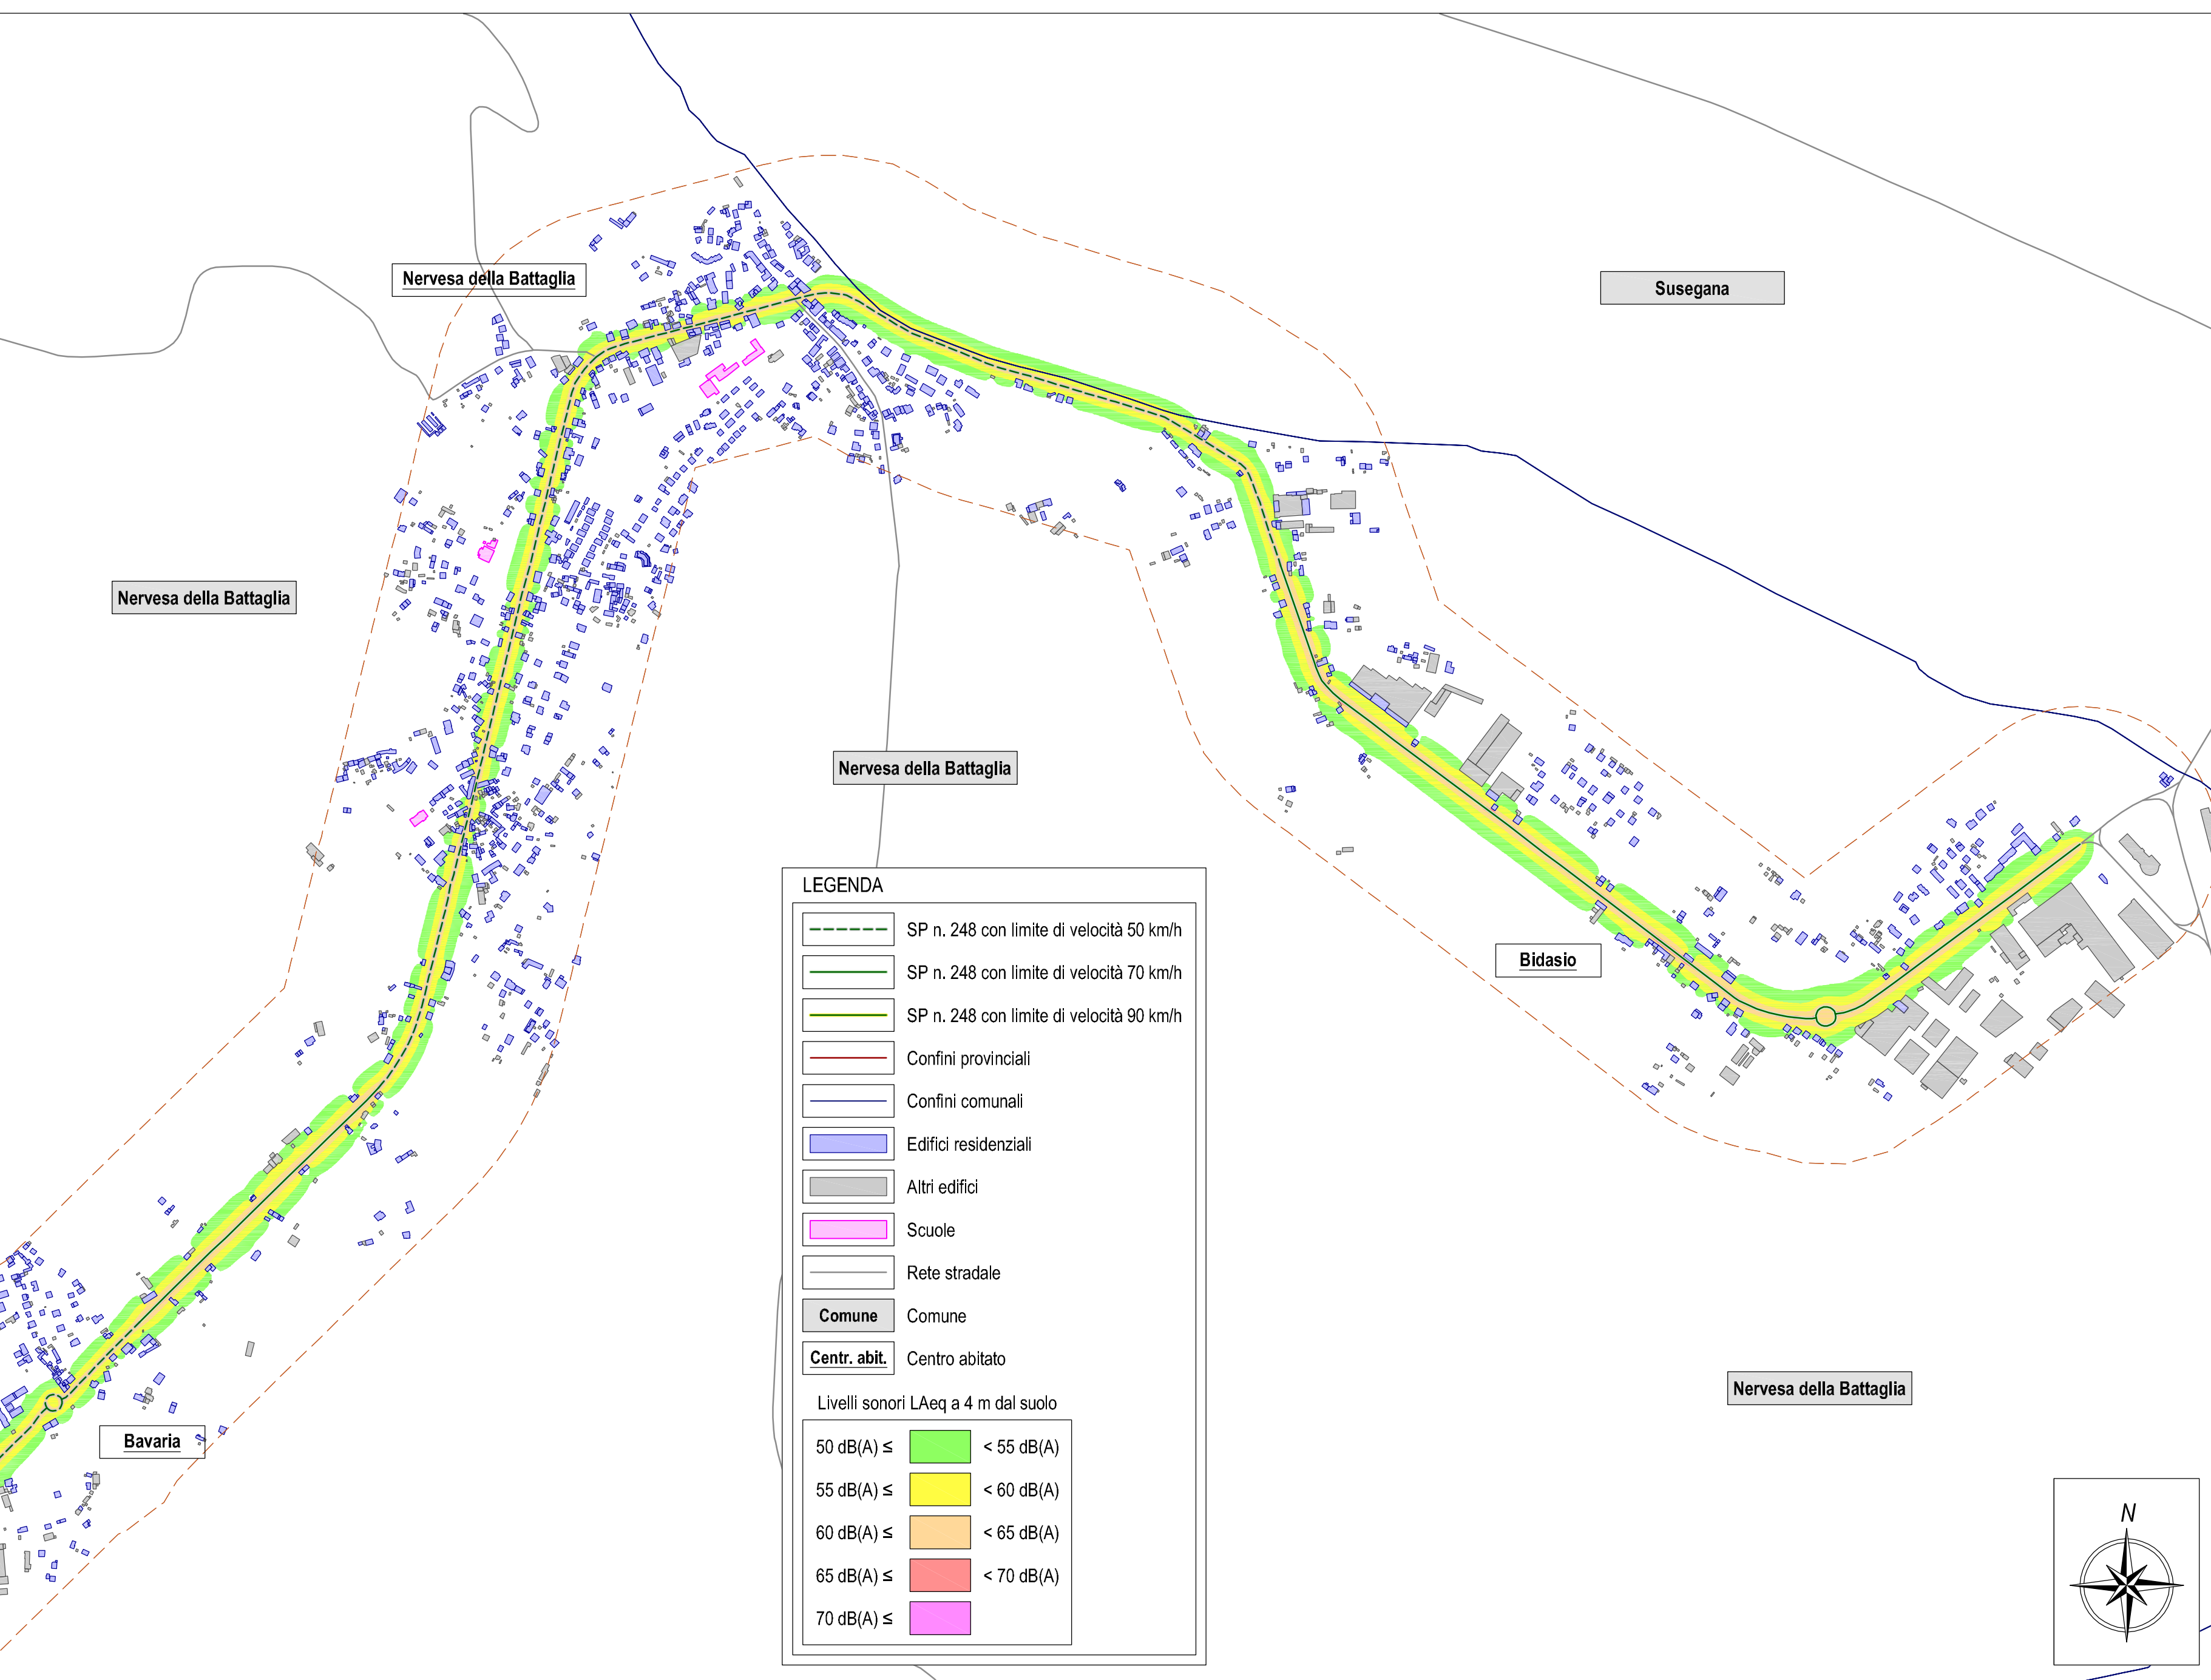 Nervesa della Battaglia
Susegana
Nervesa della Battaglia
Nervesa della Battaglia
Bidasio
Nervesa della Battaglia
Bavaria
LEGENDA
SP n. 248 con limite di velocità 50 km/h
SP n. 248 con limite di velocità 70 km/h
SP n. 248 con limite di velocità 90 km/h
Confini provinciali
Confini comunali
Edifici residenziali
Altri edifici
Scuole
Rete stradale
Comune Comune
Centr. abit. Centro abitato
Livelli sonori LAeq a 4 m dal suolo
50 dB(A) ≤ < 55 dB(A)
55 dB(A) ≤ < 60 dB(A)
60 dB(A) ≤ < 65 dB(A)
65 dB(A) ≤ < 70 dB(A)
70 dB(A) ≤
N